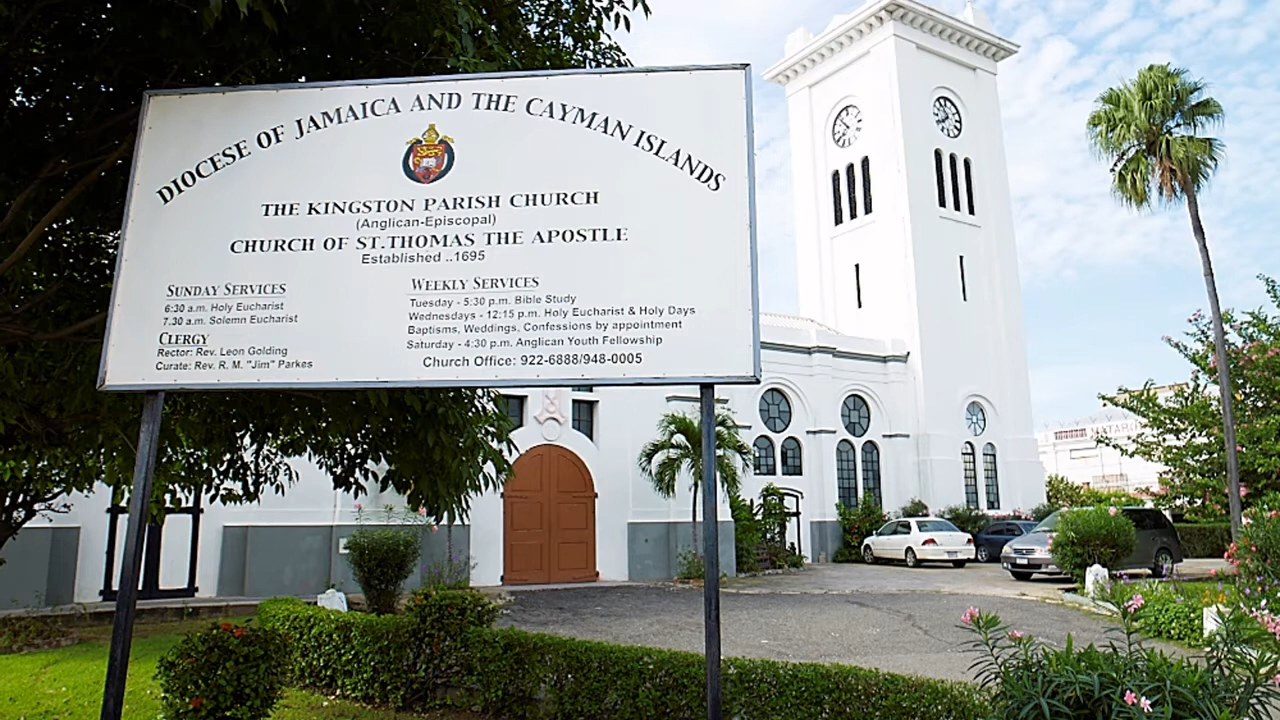 DIOCESE OF JAMAICA AND THE CAYMAN ISLANDS
THE KINGSTON PARISH CHURCH
(Anglican-Episcopal)
CHURCH OF ST.THOMAS THE APOSTLE
Established ..1695
SUNDAY SERVICES
6:30 a.m. Holy Eucharist
7.30 a.m. Solemn Eucharist
CLERGY
Rector: Rev. Leon Golding
Curate: Rev. R. M. "Jim" Parkes
WEEKLY SERVICES
Tuesday - 5:30 p.m. Bible Study
Wednesdays - 12:15 p.m. Holy Eucharist & Holy Days
Baptisms, Weddings, Confessions by appointment
Saturday - 4:30 p.m. Anglican Youth Fellowship
Church Office: 922-6888/948-0005